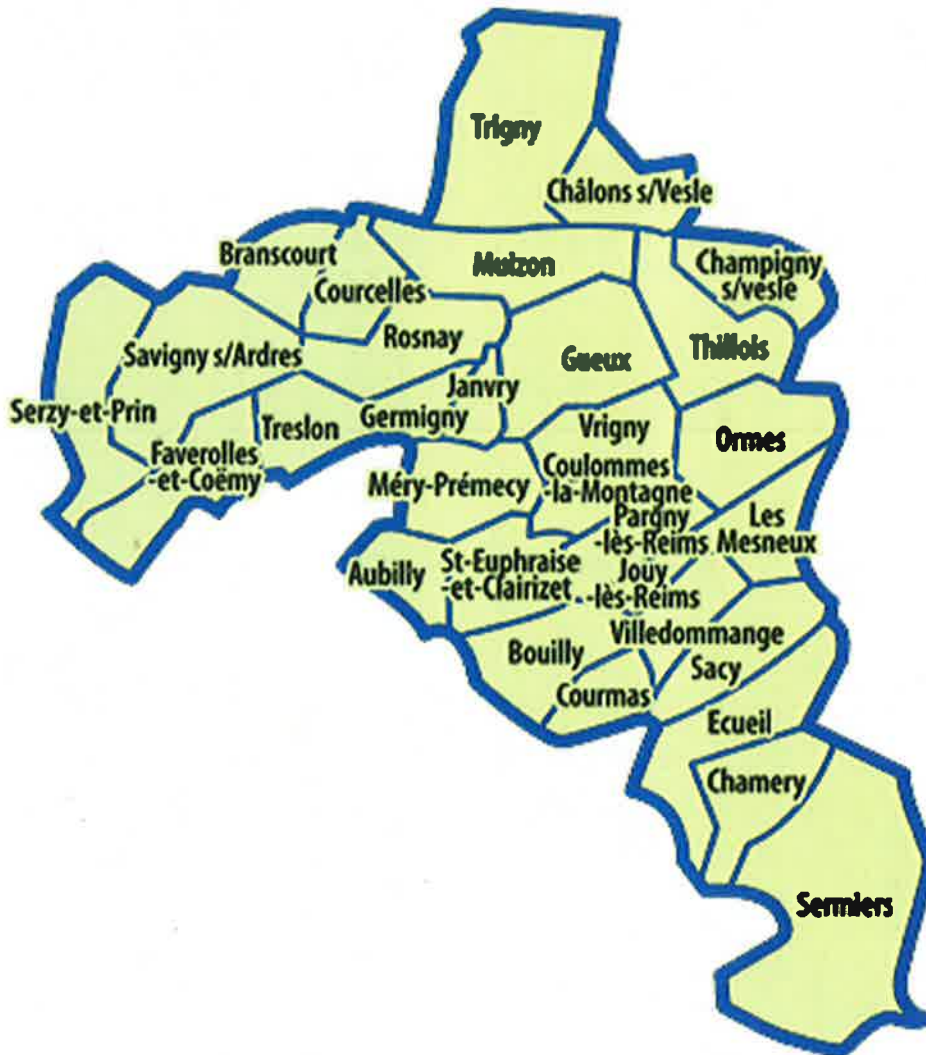 Trigny
Châlons s/Vesle
Branscourt
Muizon
Champigny
s/vesle
Courcelles
Rosnay
Savigny s/Ardres
Gueux
Thillois
Janvry
Serzy-et-Prin
Treslon
Germigny
Vrigny
Ormes
Faverolles
-et-Coëmy
Méry-Prémecy
Coulommes
-la-Montagne
Pargny
-lès-Reims
Les
Mesneux
Aubilly
St-Euphraise
-et-Clairizet
Jouy
-lès-Reims
Bouilly
Villedommange
Sacy
Courmas
Ecueil
Chamery
Sermiers